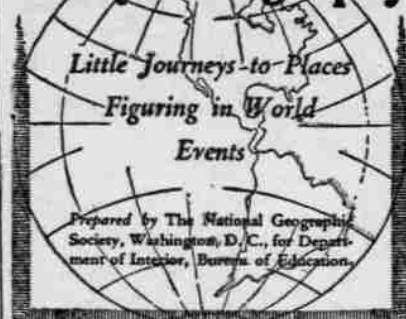 Little Journeys to Places
Figuring in World
Events
Prepared by The National Geographic
Society, Washington, D. C., for Depart-
ment of Interior, Bureau of Education.